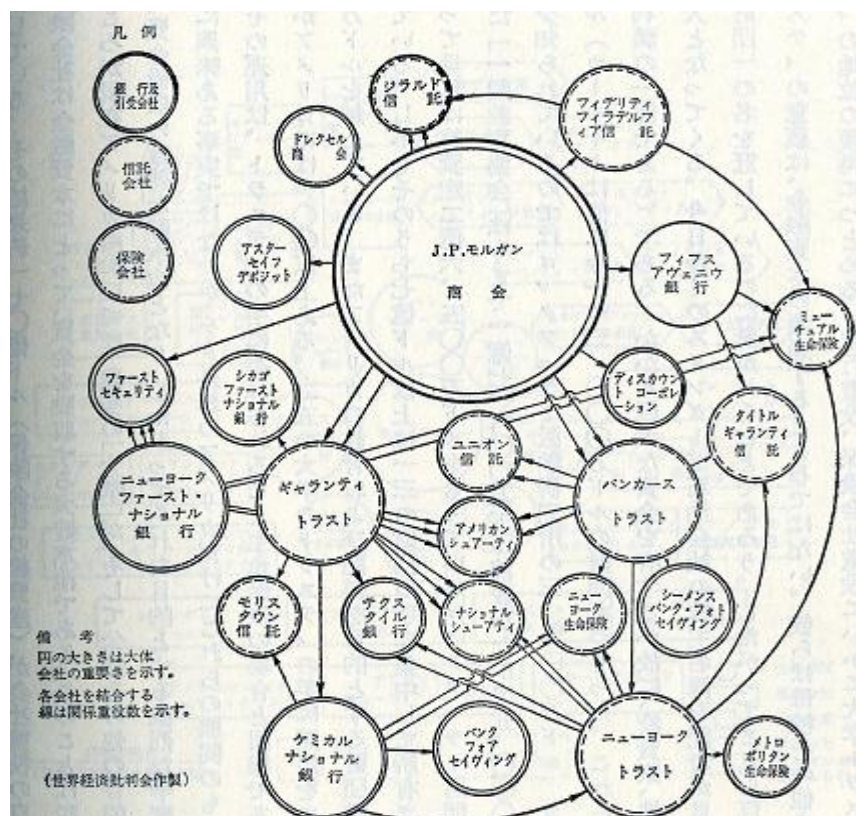 凡例
銀行及
引受会社
信託
会社
保険
会社
ジラルド
信託
フィデリティ
フィラデルフ
ィア信託
ドレクセル
商会
J.P.モルガン
商会
アスター
セイフ
デポジット
フィフス
アヴェニウ
銀行
ミュー
チュアル
生命保険
ファースト
セキュリティ
シカゴ
ファースト
ナショナル
銀行
ディスカウン
ト コーポレ
ーション
タイトル
ギャランティ
信託
ユニオン
信託
ニューヨーク
ファースト・
ナショナル
銀行
ギャランティ
トラスト
バンカース
トラスト
アメリカン
シュアーティ
モリス
タウン
信託
テクス
タイル
銀行
ナショナル
シューアティ
ニュー
ヨーク
生命保険
シーメンス
バンク・フォト
セイヴィング
備考
円の大きさは大体
会社の重要さを示す。
各会社を結合する
線は関係重役数を示す。
ケミカル
ナショナル
銀行
バンク
フォア
セイヴィング
ニューヨーク
トラスト
メトロ
ポリタン
生命保険
(世界経済批判会作製)